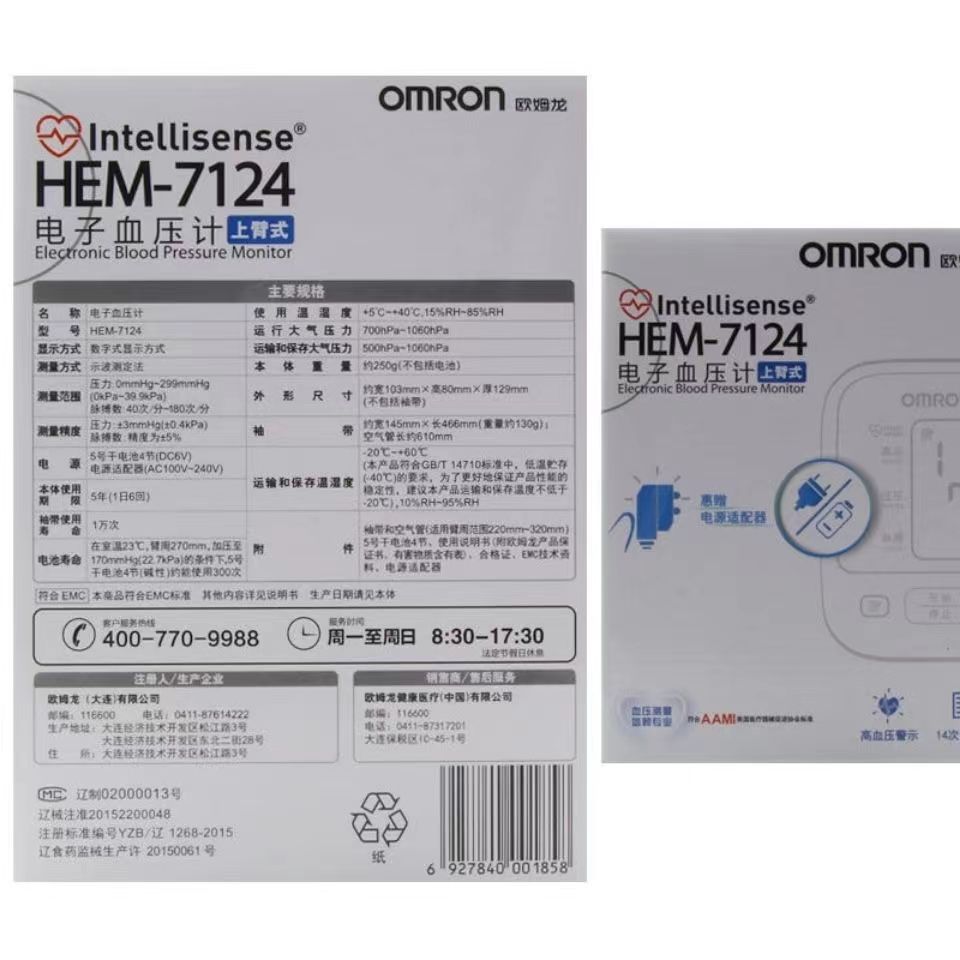 OMRON 欧姆龙
Intellisense®
HEM-7124
电子血压计 上臂式
Electronic Blood Pressure Monitor
主要规格
名称 电子血压计
型号 HEM-7124
显示方式 数字式显示方式
测量方式 示波测定法
测量范围 压力:0mmHg~299mmHg
(0kPa~39.9kPa)
脉搏数:40次/分~180次/分
测量精度 压力:±3mmHg(±0.4kPa)
脉搏数:精度为±5%
电源 5号干电池4节(DC6V)
电源适配器(AC100V~240V)
本体使用期限 5年(1日6回)
袖带使用寿命 1万次
电池寿命 在室温23℃,臂周270mm,加压至
170mmHg(22.7kPa)的条件下,5号
干电池4节(碱性)约能使用300次
使用温湿度 +5℃~+40℃,15%RH~85%RH
运行大气压力 700hPa~1060hPa
运输和保存大气压力 500hPa~1060hPa
本体重量 约250g(不包括电池)
外形尺寸 约宽103mm×高80mm×厚129mm
(不包括袖带)
袖带 约宽145mm×长466mm(重量约130g);
空气管长约610mm
运输和保存温湿度 -20℃~+60℃
(本产品符合GB/T 14710标准中,低温贮存
(-40℃)的要求,为了更好地保证产品性能的
稳定性,建议本产品运输和保存温度不低于
-20℃),10%RH~95%RH
附件 袖带和空气管(适用臂周范围220mm~320mm)
5号干电池4节、使用说明书(附欧姆龙产品保
证书、有害物质含有表)、合格证、EMC技术资
料、电源适配器
符合EMC 本商品符合EMC标准 其他内容详见说明书 生产日期请见本体
客户服务热线
400-770-9988
服务时间
周一至周日 8:30-17:30
法定节假日休息
注册人/生产企业
欧姆龙(大连)有限公司
邮编:116600 电话:0411-87614222
生产地址:大连经济技术开发区松江路3号
大连经济技术开发区东北二街28号
住所:大连经济技术开发区松江路3号
销售商/售后服务
欧姆龙健康医疗(中国)有限公司
邮编:116600
电话:0411-87317201
大连保税区IC-45-1号
MC 辽制02000013号
辽械注准20152200048
注册标准编号YZB/辽 1268-2015
辽食药监械生产许 20150061号
纸
6 927840 001858
OMRON 欧姆
Intellisense®
HEM-7124
电子血压计 上臂式
Electronic Blood Pressure Monitor
OMRO
惠赠
电源适配器
血压测量
信赖专业
符合AAMI美国医疗器械促进协会标准
高血压警示
14次